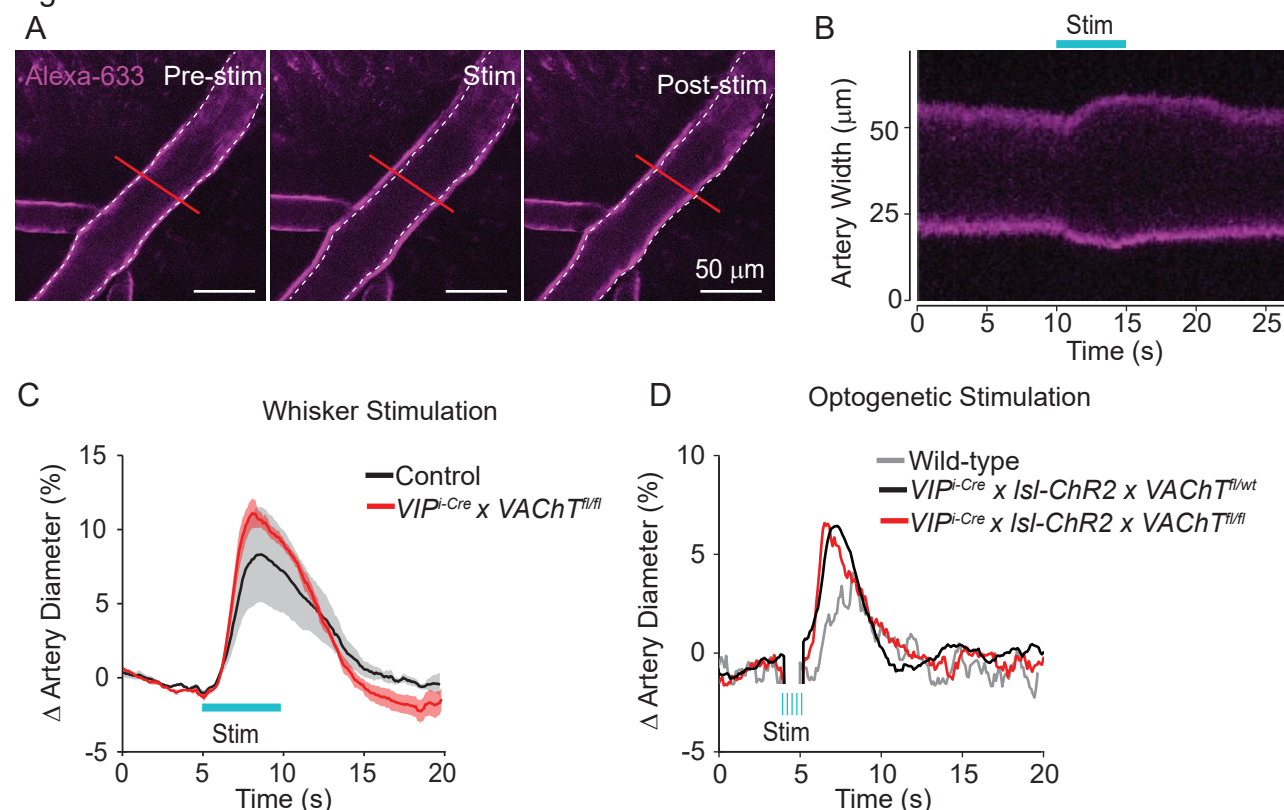 A
Alexa-633
Pre-stim
Stim
Post-stim
50 μm
B
Stim
Artery Width (μm)
50
25
0
0 5 10 15 20 25
Time (s)
C
Whisker Stimulation
Δ Artery Diameter (%)
15
10
5
0
-5
Control
VIPi-Cre x VAChTfl/fl
Stim
0 5 10 15 20
Time (s)
D
Optogenetic Stimulation
Δ Artery Diameter (%)
10
5
0
-5
Wild-type
VIPi-Cre x lsl-ChR2 x VAChTfl/wt
VIPi-Cre x lsl-ChR2 x VAChTfl/fl
Stim
0 5 10 15 20
Time (s)